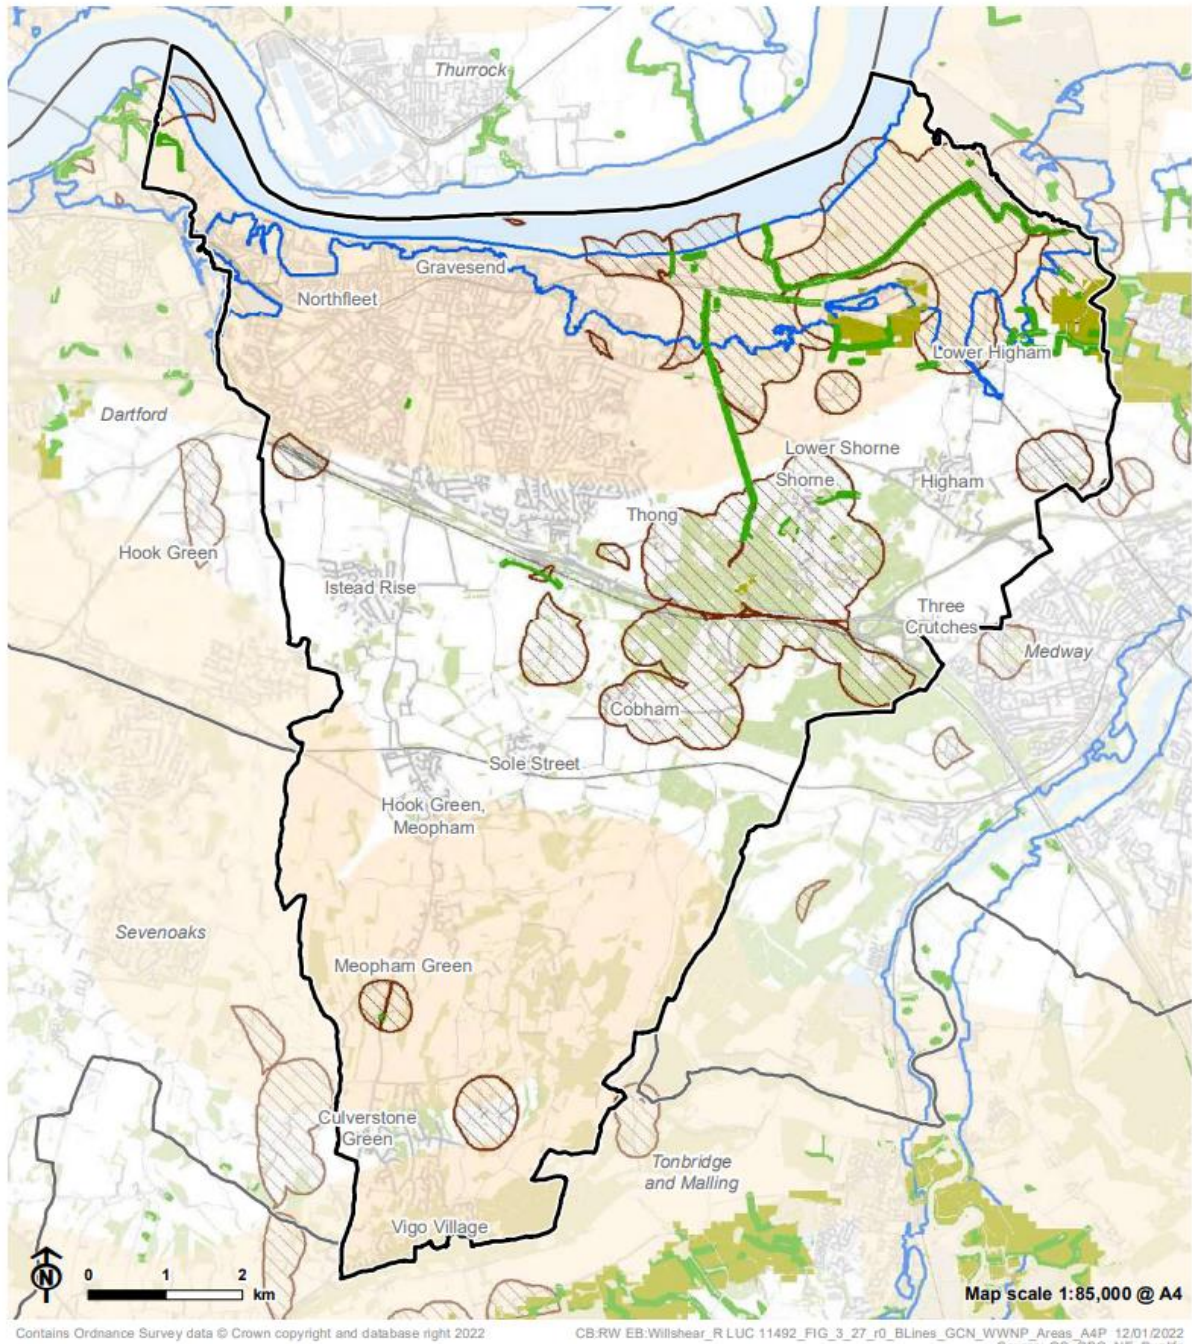 Thurrock
Gravesend
Northfleet
Lower Higham
Dartford
Lower Shorne
Shorne
Higham
Thong
Hook Green
Istead Rise
Three
Crutches
Medway
Cobham
Sole Street
Hook Green,
Meopham
Sevenoaks
Meopham Green
Culverstone
Green
Tonbridge
and Malling
Vigo Village
N
0 1 2
km
Map scale 1:85,000 @ A4
Contains Ordnance Survey data © Crown copyright and database right 2022
CB:RW EB:Willshear_R LUC 11492_FIG_3_27_r0_BLines_GCN_WWNP_Areas_A4P 12/01/2022